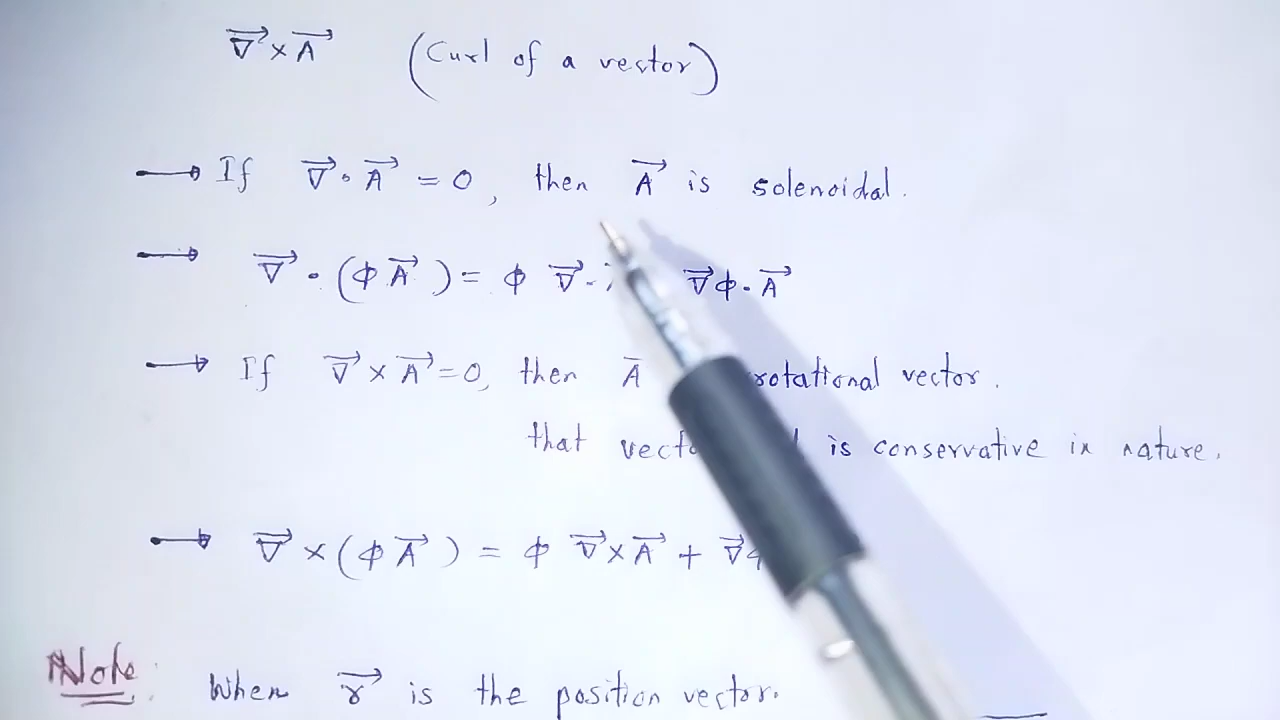 ∇⃗ × A⃗ (Curl of a vector)
→ If ∇⃗ · A⃗ = 0, then A⃗ is solenoidal.
→ ∇⃗ · (ϕ A⃗) = ϕ ∇⃗ · ∇⃗ϕ · A⃗
→ If ∇⃗ × A⃗ = 0, then A̅ rotational vector.
that is conservative in nature.
→ ∇⃗ × (ϕ A⃗) = ϕ ∇⃗ × A⃗ + ∇⃗ϕ
Note: When r⃗ is the position vector.